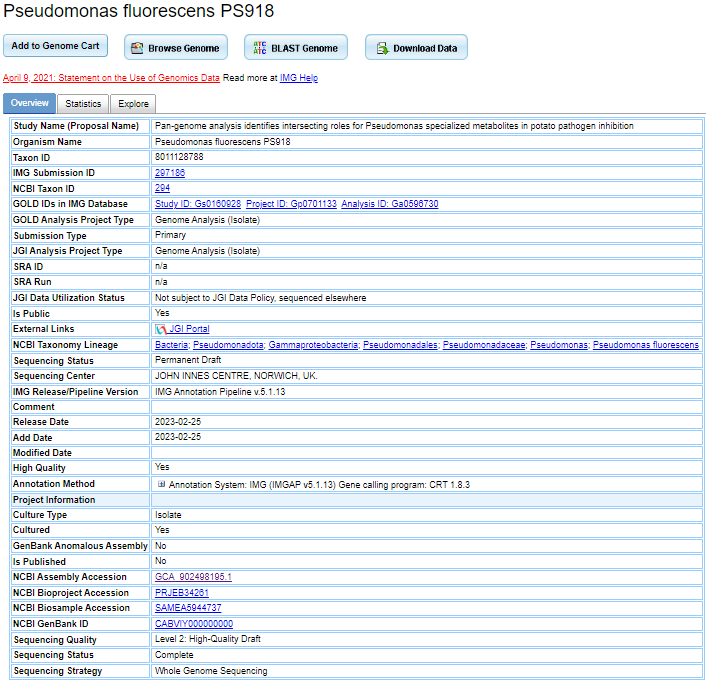 Pseudomonas fluorescens PS918
Add to Genome Cart Browse Genome BLAST Genome Download Data
April 9, 2021: Statement on the Use of Genomics Data Read more at IMG Help
Overview Statistics Explore
Study Name (Proposal Name) Pan-genome analysis identifies intersecting roles for Pseudomonas specialized metabolites in potato pathogen inhibition
Organism Name Pseudomonas fluorescens PS918
Taxon ID 8011128788
IMG Submission ID 297186
NCBI Taxon ID 294
GOLD IDs in IMG Database Study ID: Gs0160928 Project ID: Gp0701133 Analysis ID: Ga0596730
GOLD Analysis Project Type Genome Analysis (Isolate)
Submission Type Primary
JGI Analysis Project Type Genome Analysis (Isolate)
SRA ID n/a
SRA Run n/a
JGI Data Utilization Status Not subject to JGI Data Policy, sequenced elsewhere
Is Public Yes
External Links JGI Portal
NCBI Taxonomy Lineage Bacteria; Pseudomonadota; Gammaproteobacteria; Pseudomonadales; Pseudomonadaceae; Pseudomonas; Pseudomonas fluorescens
Sequencing Status Permanent Draft
Sequencing Center JOHN INNES CENTRE, NORWICH, UK.
IMG Release/Pipeline Version IMG Annotation Pipeline v.5.1.13
Comment
Release Date 2023-02-25
Add Date 2023-02-25
Modified Date
High Quality Yes
Annotation Method Annotation System: IMG (IMGAP v5.1.13) Gene calling program: CRT 1.8.3
Project Information
Culture Type Isolate
Cultured Yes
GenBank Anomalous Assembly No
Is Published No
NCBI Assembly Accession GCA_902498195.1
NCBI Bioproject Accession PRJEB34261
NCBI Biosample Accession SAMEA5944737
NCBI GenBank ID CABVIY000000000
Sequencing Quality Level 2: High-Quality Draft
Sequencing Status Complete
Sequencing Strategy Whole Genome Sequencing